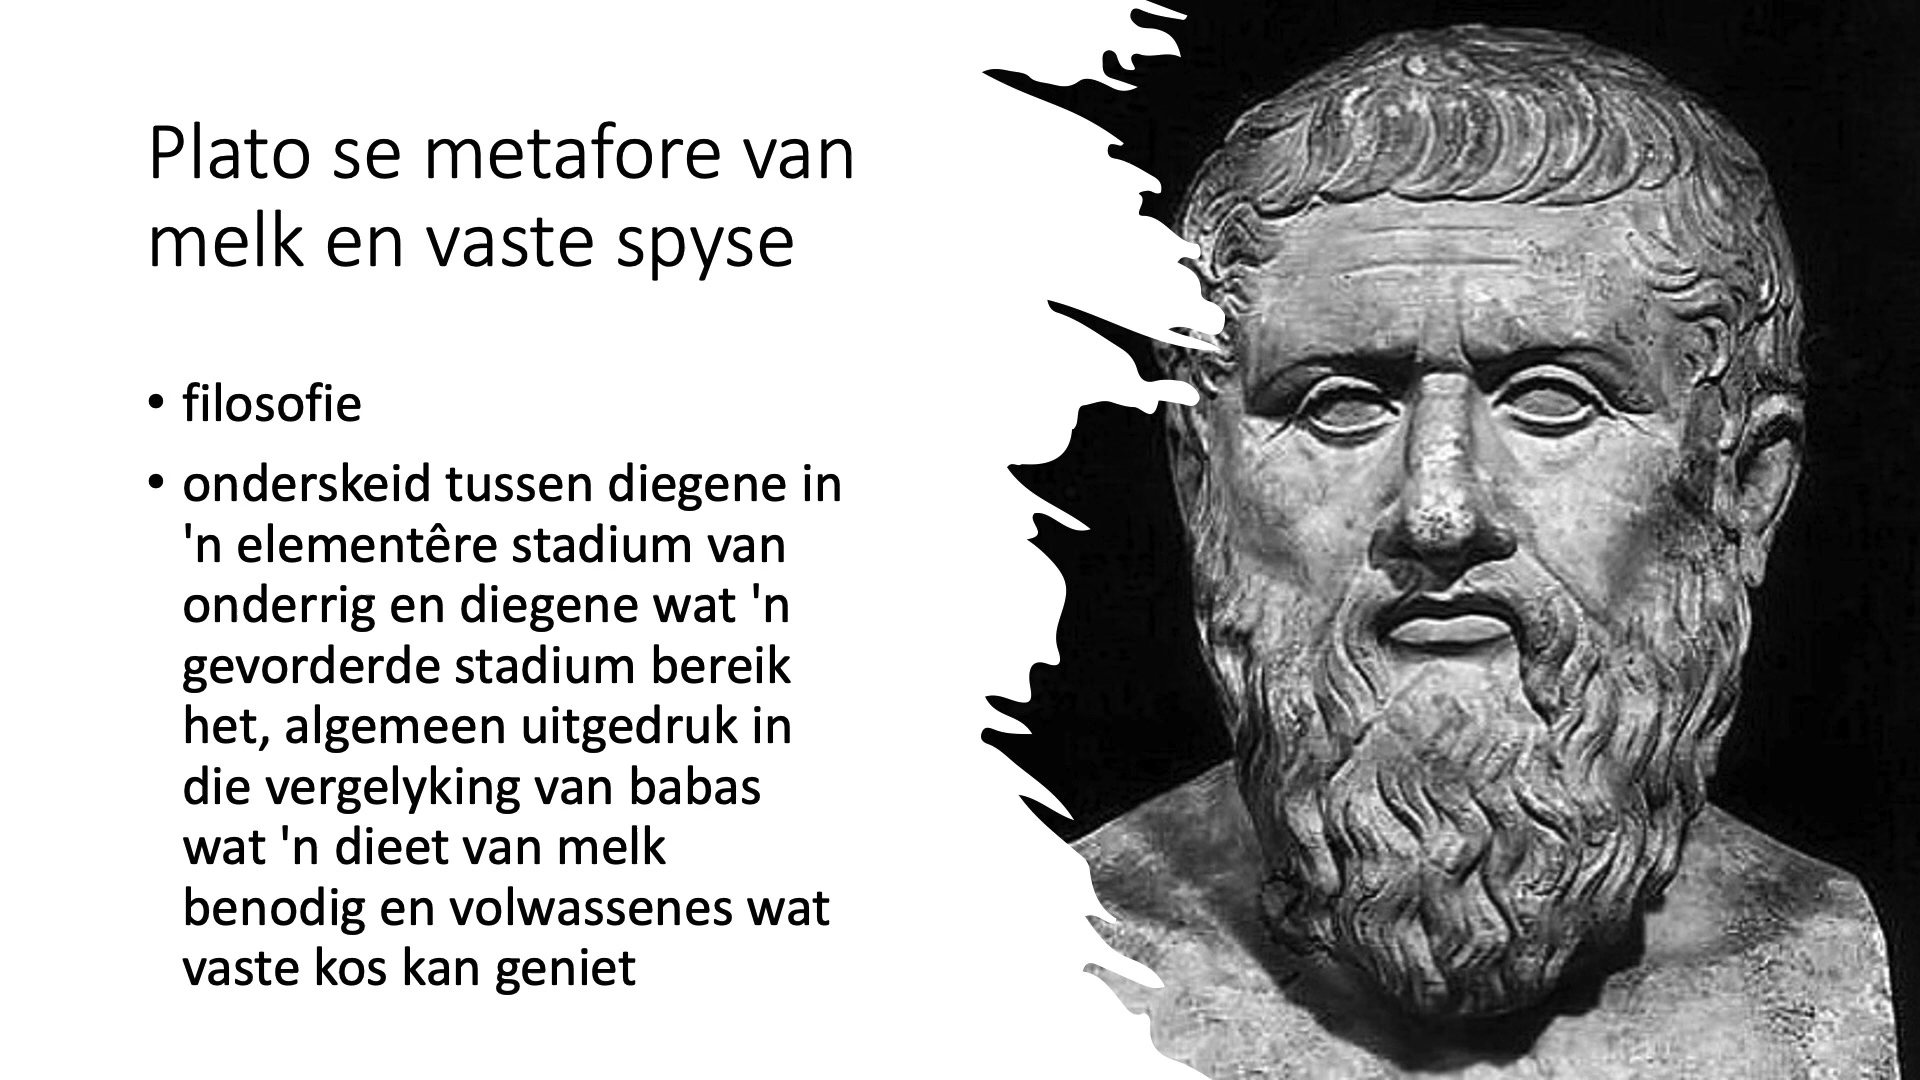 Plato se metafore van
melk en vaste spyse
• filosofie
• onderskeid tussen diegene in
'n elementêre stadium van
onderrig en diegene wat 'n
gevorderde stadium bereik
het, algemeen uitgedruk in
die vergelyking van babas
wat 'n dieet van melk
benodig en volwassenes wat
vaste kos kan geniet